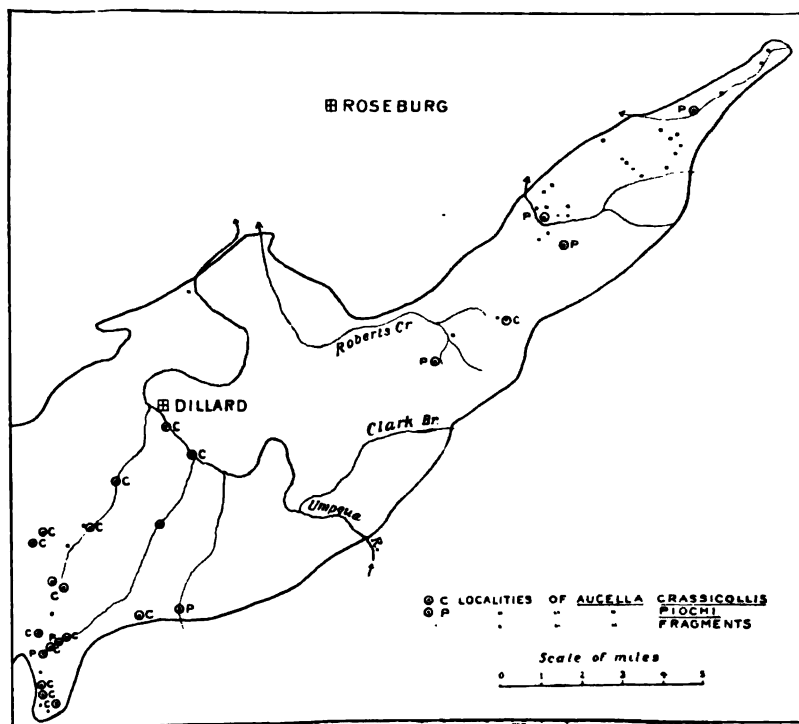 ROSEBURG
P
P
P
C
Roberts Cr
P
DILLARD
C
Clark Br.
C
C
C
C
C
Umpqua
R.
C
C
P
C
P
C
P
C
C
C
C
C LOCALITIES OF AUCELLA CRASSICOLLIS
P " " " PIOCHI
· " " " FRAGMENTS
Scale of miles
0 1 2 3 4 5